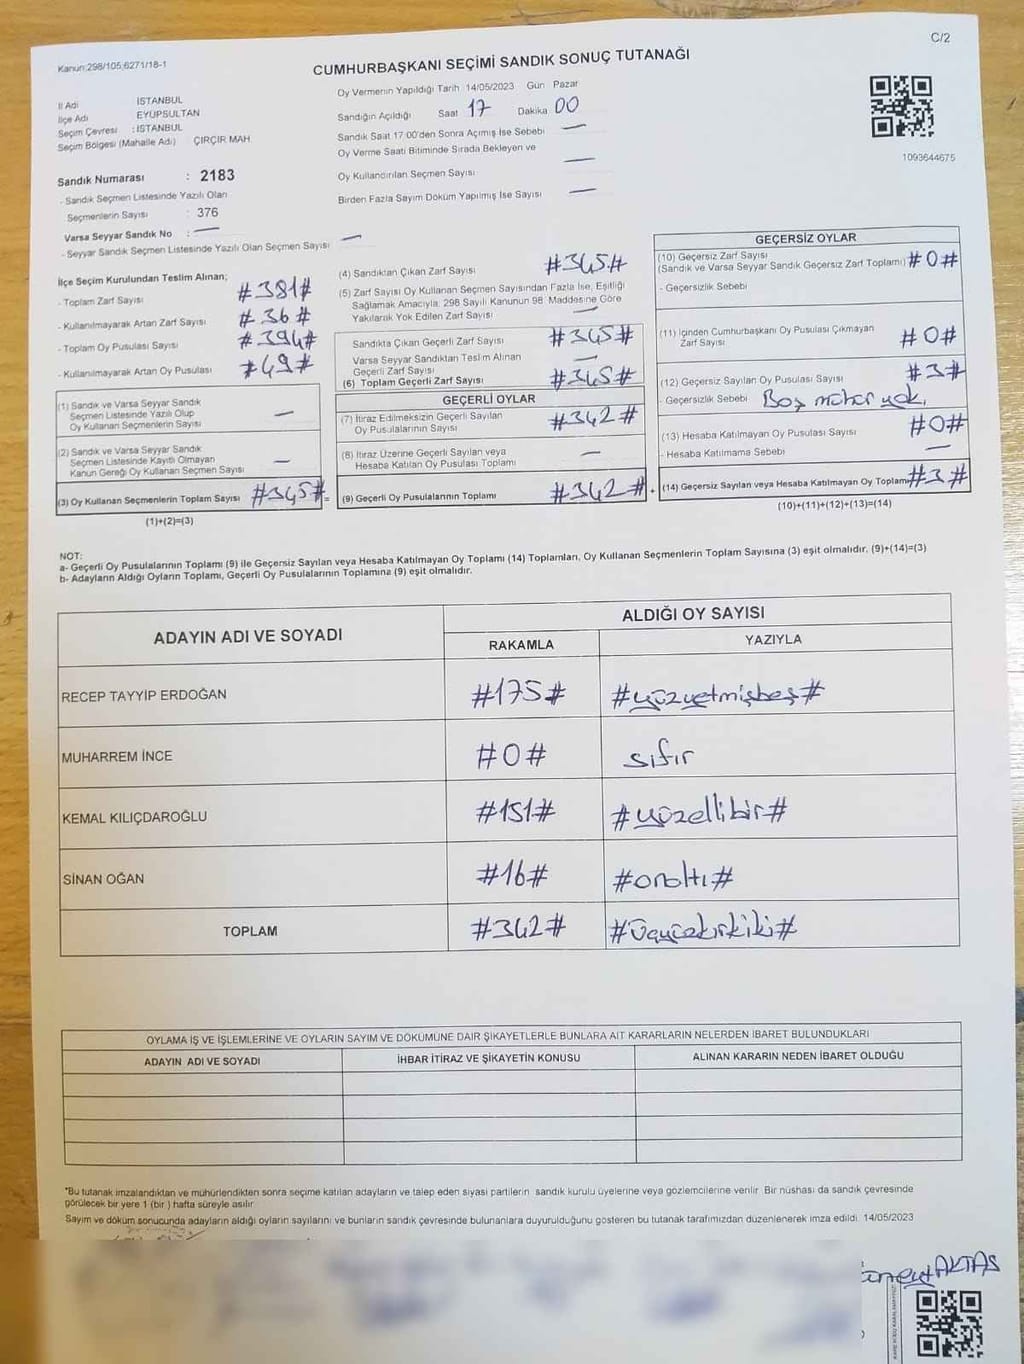 C/2
Kanun:298/105;6271/18-1
CUMHURBAŞKANI SEÇİMİ SANDIK SONUÇ TUTANAĞI
İl Adı İSTANBUL
İlçe Adı EYÜPSULTAN
Seçim Çevresi : İSTANBUL
Seçim Bölgesi (Mahalle Adı) ÇIRÇIR MAH
Sandık Numarası : 2183
- Sandık Seçmen Listesinde Yazılı Olan
Seçmenlerin Sayısı : 376
Varsa Seyyar Sandık No : —
- Seyyar Sandık Seçmen Listesinde Yazılı Olan Seçmen Sayısı —
Oy Vermenin Yapıldığı Tarih 14/05/2023 Gün Pazar
Sandığın Açıldığı Saat 17 Dakika 00
Sandık Saat 17:00'den Sonra Açımış İse Sebebi —
Oy Verme Saati Bitiminde Sırada Bekleyen ve
Oy Kullandırılan Seçmen Sayısı —
Birden Fazla Sayım Döküm Yapılmış İse Sayısı —
1093644675
İlçe Seçim Kurulundan Teslim Alınan;
- Toplam Zarf Sayısı #381#
- Kullanılmayarak Artan Zarf Sayısı #36#
- Toplam Oy Pusulası Sayısı #394#
- Kullanılmayarak Artan Oy Pusulası #49#
(1) Sandık ve Varsa Seyyar Sandık
Seçmen Listesinde Yazılı Olup
Oy Kullanan Seçmenlerin Sayısı —
(2) Sandık ve Varsa Seyyar Sandık
Seçmen Listesinde Kayıtlı Olmayan
Kanun Gereği Oy Kullanan Seçmen Sayısı —
(3) Oy Kullanan Seçmenlerin Toplam Sayısı #345# =
(1)+(2)=(3)
(4) Sandıktan Çıkan Zarf Sayısı #345#
(5) Zarf Sayısı Oy Kullanan Seçmen Sayısından Fazla İse, Eşitliği
Sağlamak Amacıyla, 298 Sayılı Kanunun 98. Maddesine Göre
Yakılarak Yok Edilen Zarf Sayısı —
Sandıkta Çıkan Geçerli Zarf Sayısı #345#
Varsa Seyyar Sandıktan Teslim Alınan
Geçerli Zarf Sayısı —
(6) Toplam Geçerli Zarf Sayısı #345#
GEÇERLİ OYLAR
(7) İtiraz Edilmeksizin Geçerli Sayılan
Oy Pusulalarının Sayısı #342#
(8) İtiraz Üzerine Geçerli Sayılan veya
Hesaba Katılan Oy Pusulası Toplamı —
(9) Geçerli Oy Pusulalarının Toplamı #342# +
GEÇERSİZ OYLAR
(10) Geçersiz Zarf Sayısı
(Sandık ve Varsa Seyyar Sandık Geçersiz Zarf Toplamı) #0#
- Geçersizlik Sebebi
(11) İçinden Cumhurbaşkanı Oy Pusulası Çıkmayan
Zarf Sayısı #0#
(12) Geçersiz Sayılan Oy Pusulası Sayısı #3#
- Geçersizlik Sebebi Boş mühür yok.
(13) Hesaba Katılmayan Oy Pusulası Sayısı #0#
- Hesaba Katılmama Sebebi —
(14) Geçersiz Sayılan veya Hesaba Katılmayan Oy Toplamı #3#
(10)+(11)+(12)+(13)=(14)
NOT:
a- Geçerli Oy Pusulalarının Toplamı (9) ile Geçersiz Sayılan veya Hesaba Katılmayan Oy Toplamı (14) Toplamları, Oy Kullanan Seçmenlerin Toplam Sayısına (3) eşit olmalıdır. (9)+(14)=(3)
b- Adayların Aldığı Oyların Toplamı, Geçerli Oy Pusulalarının Toplamına (9) eşit olmalıdır.
ADAYIN ADI VE SOYADI ALDIĞI OY SAYISI
RAKAMLA YAZIYLA
RECEP TAYYİP ERDOĞAN #175# #yüzyetmişbeş#
MUHARREM İNCE #0# sıfır
KEMAL KILIÇDAROĞLU #151# #yüzellibir#
SİNAN OĞAN #16# #onaltı#
TOPLAM #342# #üçyüzkırkiki#
OYLAMA İŞ VE İŞLEMLERİNE VE OYLARIN SAYIM VE DÖKÜMÜNE DAİR ŞİKAYETLERLE BUNLARA AİT KARARLARIN NELERDEN İBARET BULUNDUKLARI
ADAYIN ADI VE SOYADI İHBAR İTİRAZ VE ŞİKAYETİN KONUSU ALINAN KARARIN NEDEN İBARET OLDUĞU
*Bu tutanak imzalandıktan ve mühürlendikten sonra seçime katılan adayların ve talep eden siyasi partilerin sandık kurulu üyelerine veya gözlemcilerine verilir. Bir nüshası da sandık çevresinde
görülecek bir yere 1 (bir ) hafta süreyle asılır
Sayım ve döküm sonucunda adayların aldığı oyların sayılarını ve bunların sandık çevresinde bulunanlara duyurulduğunu gösteren bu tutanak tarafımızdan düzenlenerek imza edildi. 14/05/2023
AKTAŞ